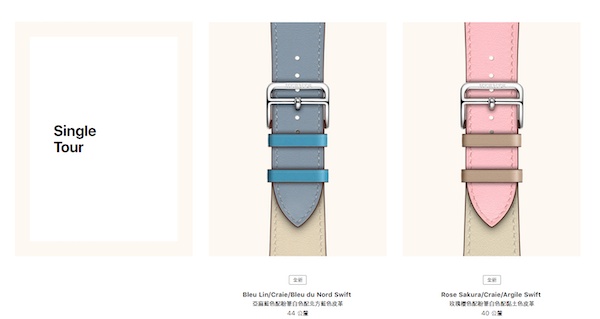 Single
Tour
全新
Bleu Lin/Craie/Bleu du Nord Swift
亞麻藍色配粉筆白色配北方藍色皮革
44 公釐
全新
Rose Sakura/Craie/Argile Swift
玫瑰櫻色配粉筆白色配黏土色皮革
40 公釐